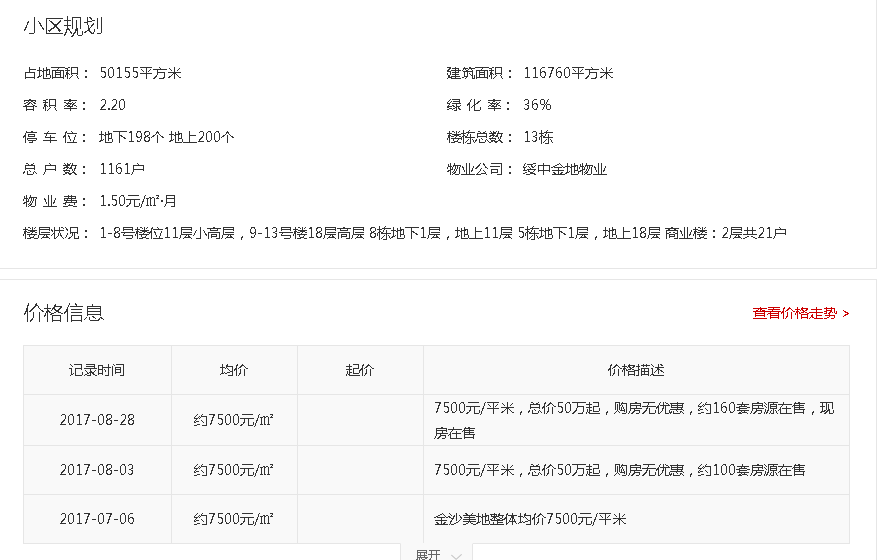 小区规划
占地面积： 50155平方米 建筑面积： 116760平方米
容 积 率： 2.20 绿 化 率： 36%
停 车 位： 地下198个 地上200个 楼栋总数： 13栋
总 户 数： 1161户 物业公司： 绥中金地物业
物 业 费： 1.50元/㎡·月
楼层状况： 1-8号楼位11层小高层，9-13号楼18层高层 8栋地下1层，地上11层 5栋地下1层，地上18层 商业楼：2层共21户
价格信息 查看价格走势 >
记录时间 均价 起价 价格描述
2017-08-28 约7500元/㎡ 7500元/平米，总价50万起，购房无优惠，约160套房源在售，现
房在售
2017-08-03 约7500元/㎡ 7500元/平米，总价50万起，购房无优惠，约100套房源在售
2017-07-06 约7500元/㎡ 金沙美地整体均价7500元/平米
展开